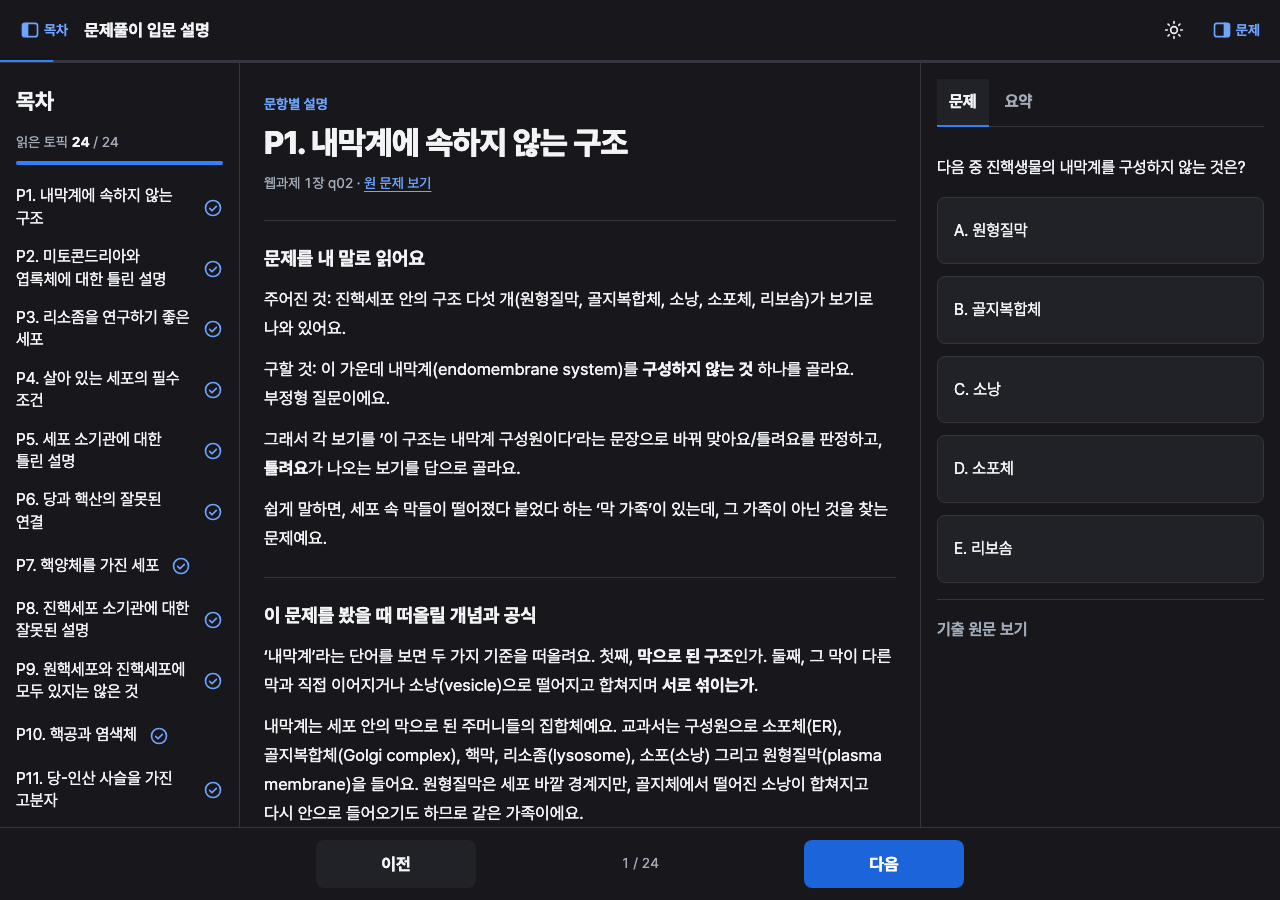 목차
문제풀이 입문 설명
문제
목차
읽은 토픽 24 / 24
P1. 내막계에 속하지 않는
구조
P2. 미토콘드리아와
엽록체에 대한 틀린 설명
P3. 리소좀을 연구하기 좋은
세포
P4. 살아 있는 세포의 필수
조건
P5. 세포 소기관에 대한
틀린 설명
P6. 당과 핵산의 잘못된
연결
P7. 핵양체를 가진 세포
P8. 진핵세포 소기관에 대한
잘못된 설명
P9. 원핵세포와 진핵세포에
모두 있지는 않은 것
P10. 핵공과 염색체
P11. 당-인산 사슬을 가진
고분자
문항별 설명
P1. 내막계에 속하지 않는 구조
웹과제 1장 q02 · 원 문제 보기
문제를 내 말로 읽어요
주어진 것: 진핵세포 안의 구조 다섯 개(원형질막, 골지복합체, 소낭, 소포체, 리보솜)가 보기로
나와 있어요.
구할 것: 이 가운데 내막계(endomembrane system)를 구성하지 않는 것 하나를 골라요.
부정형 질문이에요.
그래서 각 보기를 ‘이 구조는 내막계 구성원이다’라는 문장으로 바꿔 맞아요/틀려요를 판정하고,
틀려요가 나오는 보기를 답으로 골라요.
쉽게 말하면, 세포 속 막들이 떨어졌다 붙었다 하는 ‘막 가족’이 있는데, 그 가족이 아닌 것을 찾는
문제예요.
이 문제를 봤을 때 떠올릴 개념과 공식
‘내막계’라는 단어를 보면 두 가지 기준을 떠올려요. 첫째, 막으로 된 구조인가. 둘째, 그 막이 다른
막과 직접 이어지거나 소낭(vesicle)으로 떨어지고 합쳐지며 서로 섞이는가.
내막계는 세포 안의 막으로 된 주머니들의 집합체예요. 교과서는 구성원으로 소포체(ER),
골지복합체(Golgi complex), 핵막, 리소좀(lysosome), 소포(소낭) 그리고 원형질막(plasma
membrane)을 들어요. 원형질막은 세포 바깥 경계지만, 골지체에서 떨어진 소낭이 합쳐지고
다시 안으로 들어오기도 하므로 같은 가족이에요.
문제
요약
다음 중 진핵생물의 내막계를 구성하지 않는 것은?
A. 원형질막
B. 골지복합체
C. 소낭
D. 소포체
E. 리보솜
기출 원문 보기
이전
1 / 24
다음